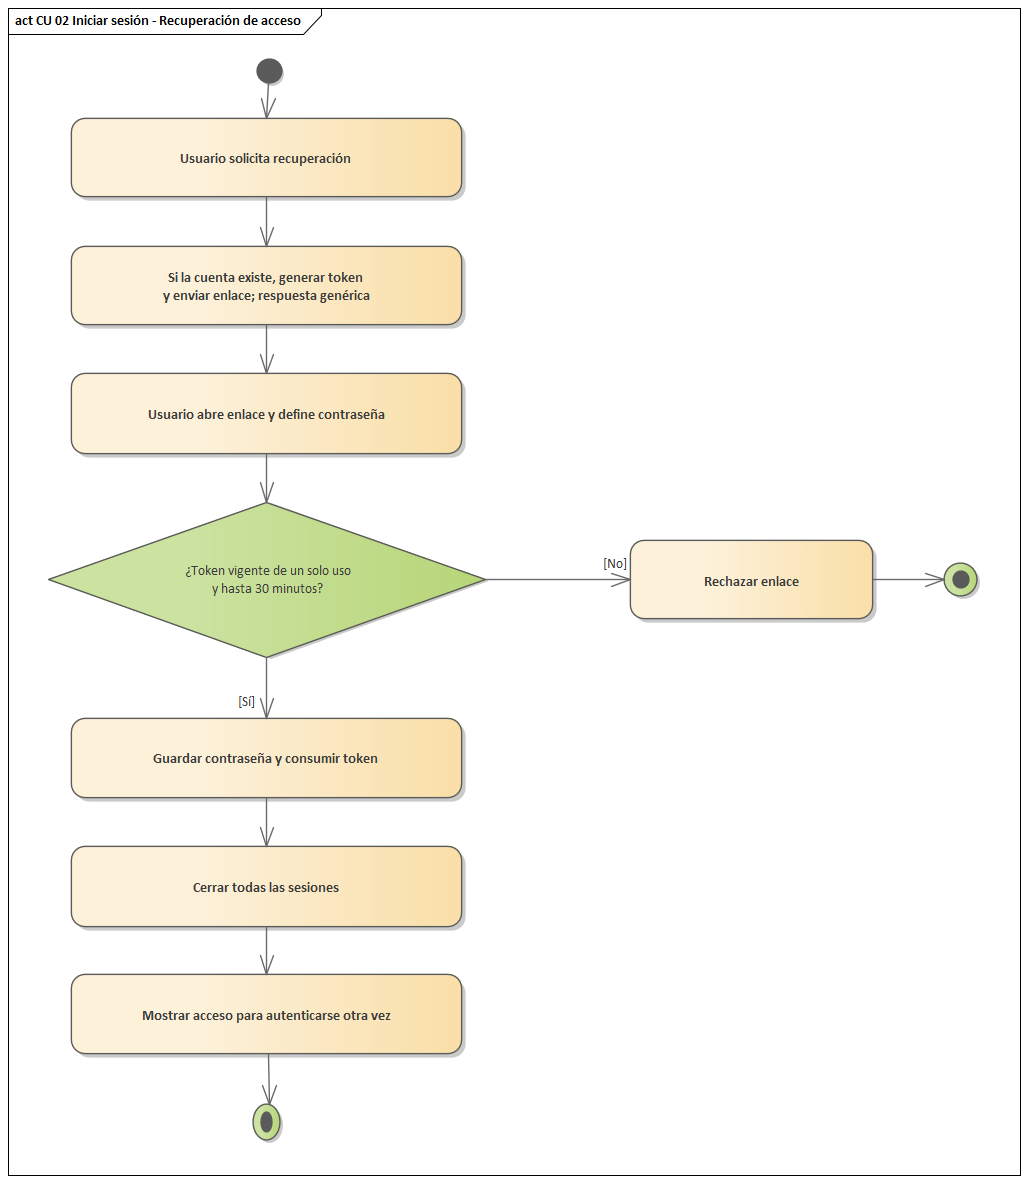 act CU 02 Iniciar sesión - Recuperación de acceso
Usuario solicita recuperación
Si la cuenta existe, generar token
y enviar enlace; respuesta genérica
Usuario abre enlace y define contraseña
¿Token vigente de un solo uso
y hasta 30 minutos?
[No]
Rechazar enlace
[Sí]
Guardar contraseña y consumir token
Cerrar todas las sesiones
Mostrar acceso para autenticarse otra vez